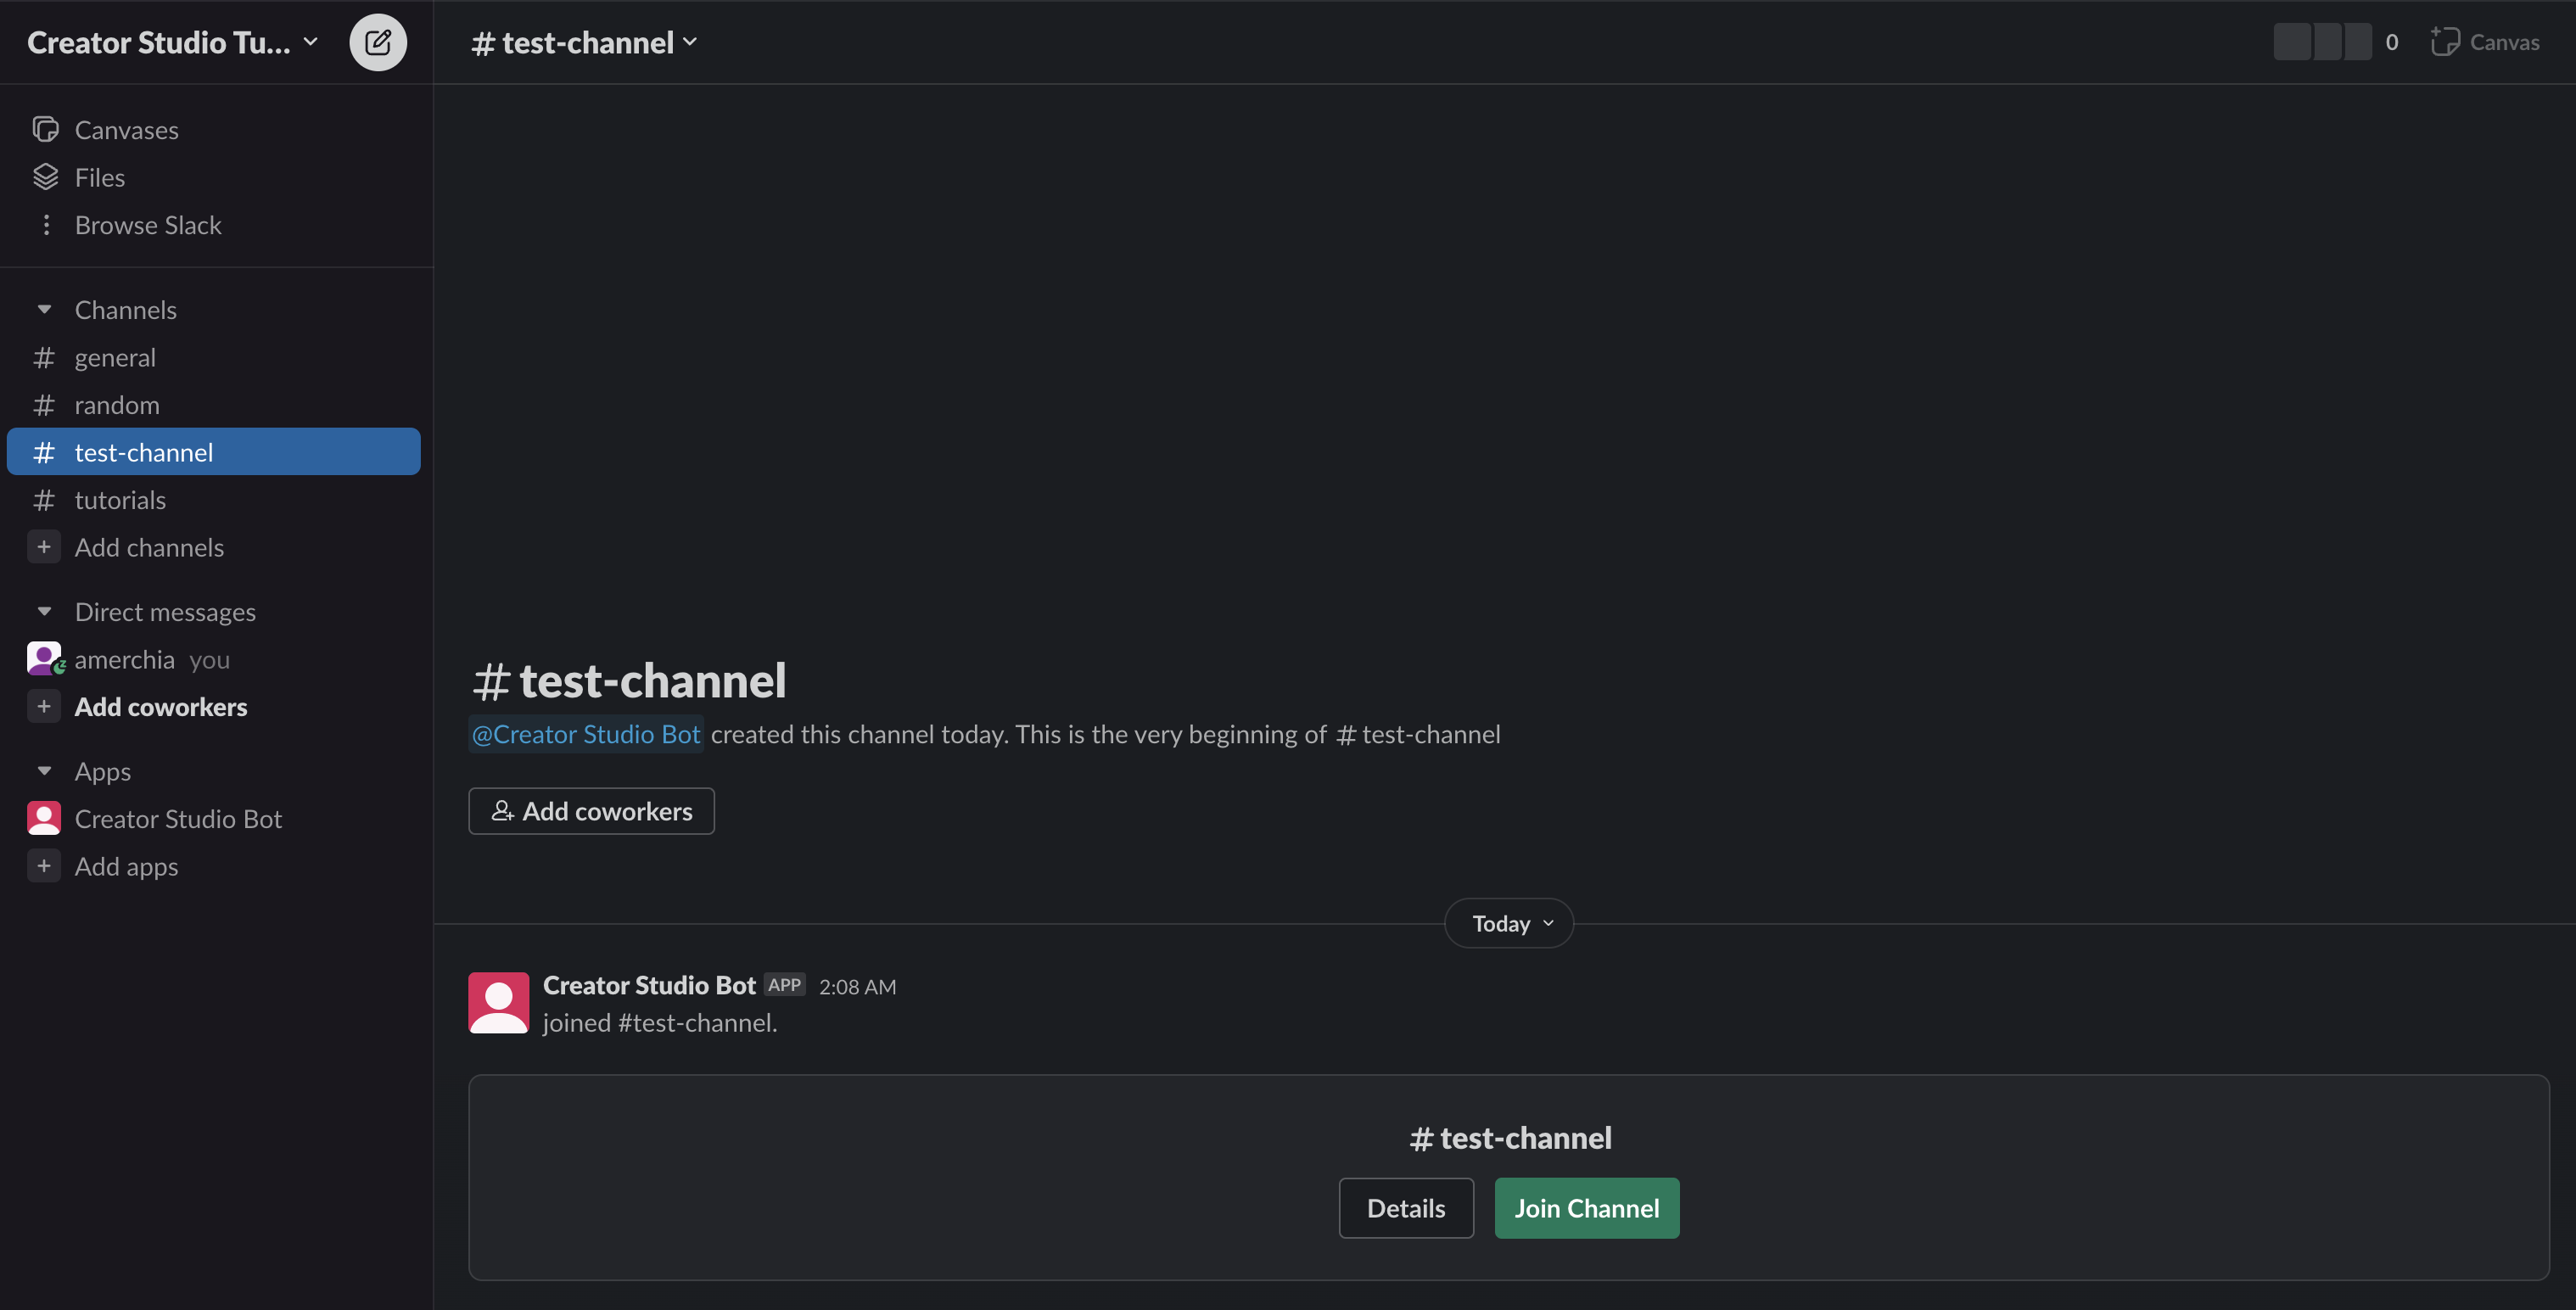 Creator Studio Tu...
# test-channel
0
Canvas
Canvases
Files
Browse Slack
Channels
# general
# random
# test-channel
# tutorials
+ Add channels
Direct messages
amerchia you
+ Add coworkers
Apps
Creator Studio Bot
+ Add apps
# test-channel
@Creator Studio Bot created this channel today. This is the very beginning of # test-channel
Add coworkers
Today
Creator Studio Bot APP 2:08 AM
joined #test-channel.
# test-channel
Details
Join Channel